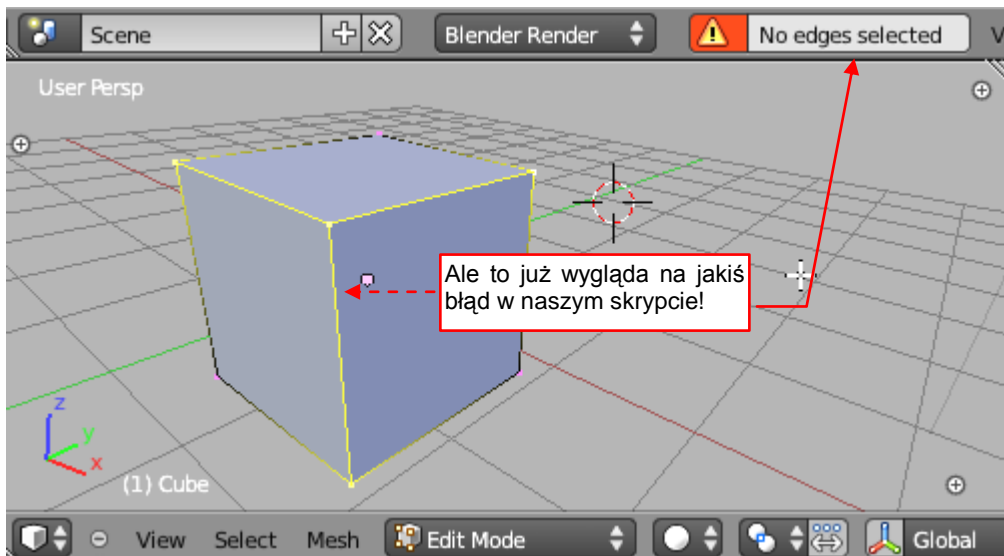 Scene Blender Render No edges selected V
User Persp
Ale to już wygląda na jakiś
błąd w naszym skrypcie!
z
y
x
(1) Cube
View Select Mesh Edit Mode Global